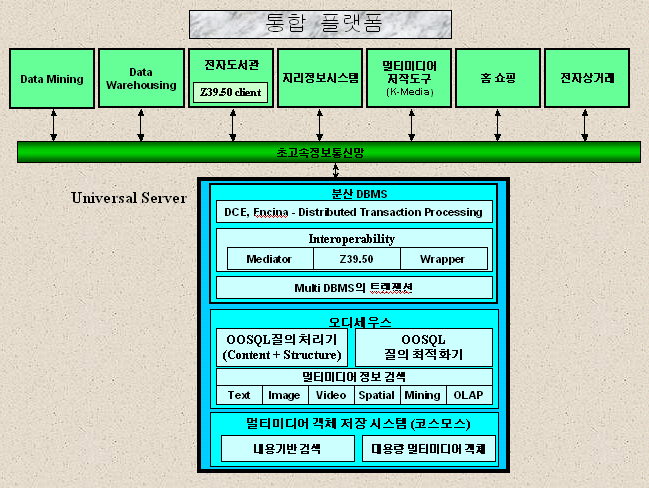 통합 플랫폼
Data Mining
Data
Warehousing
전자도서관
Z39.50 client
지리정보시스템
멀티미디어
저작도구
(K-Media)
홈 쇼핑
전자상거래
초고속정보통신망
Universal Server
분산 DBMS
DCE, Encina - Distributed Transaction Processing
Interoperability
Mediator
Z39.50
Wrapper
Multi DBMS의 트랜잭션
오디세우스
OOSQL질의 처리기
(Content + Structure)
OOSQL
질의 최적화기
멀티미디어 정보 검색
Text
Image
Video
Spatial
Mining
OLAP
멀티미디어 객체 저장 시스템 (코스모스)
내용기반 검색
대용량 멀티미디어 객체